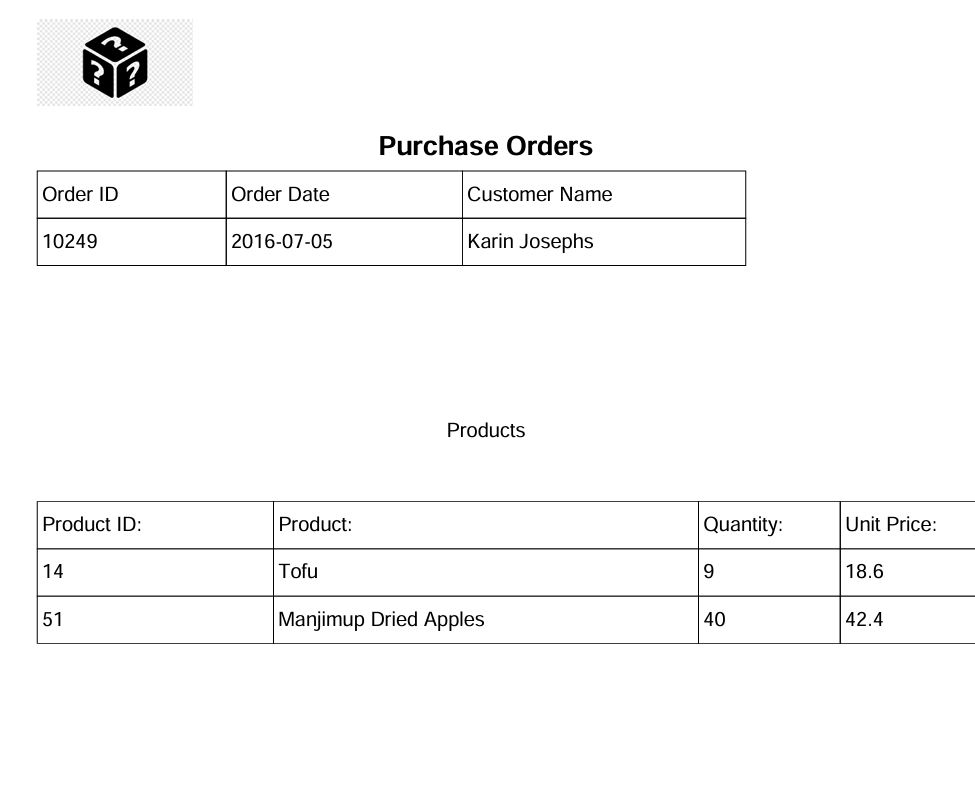 ? ? ?
Purchase Orders
Order ID Order Date Customer Name
10249 2016-07-05 Karin Josephs
Products
Product ID: Product: Quantity: Unit Price:
14 Tofu 9 18.6
51 Manjimup Dried Apples 40 42.4